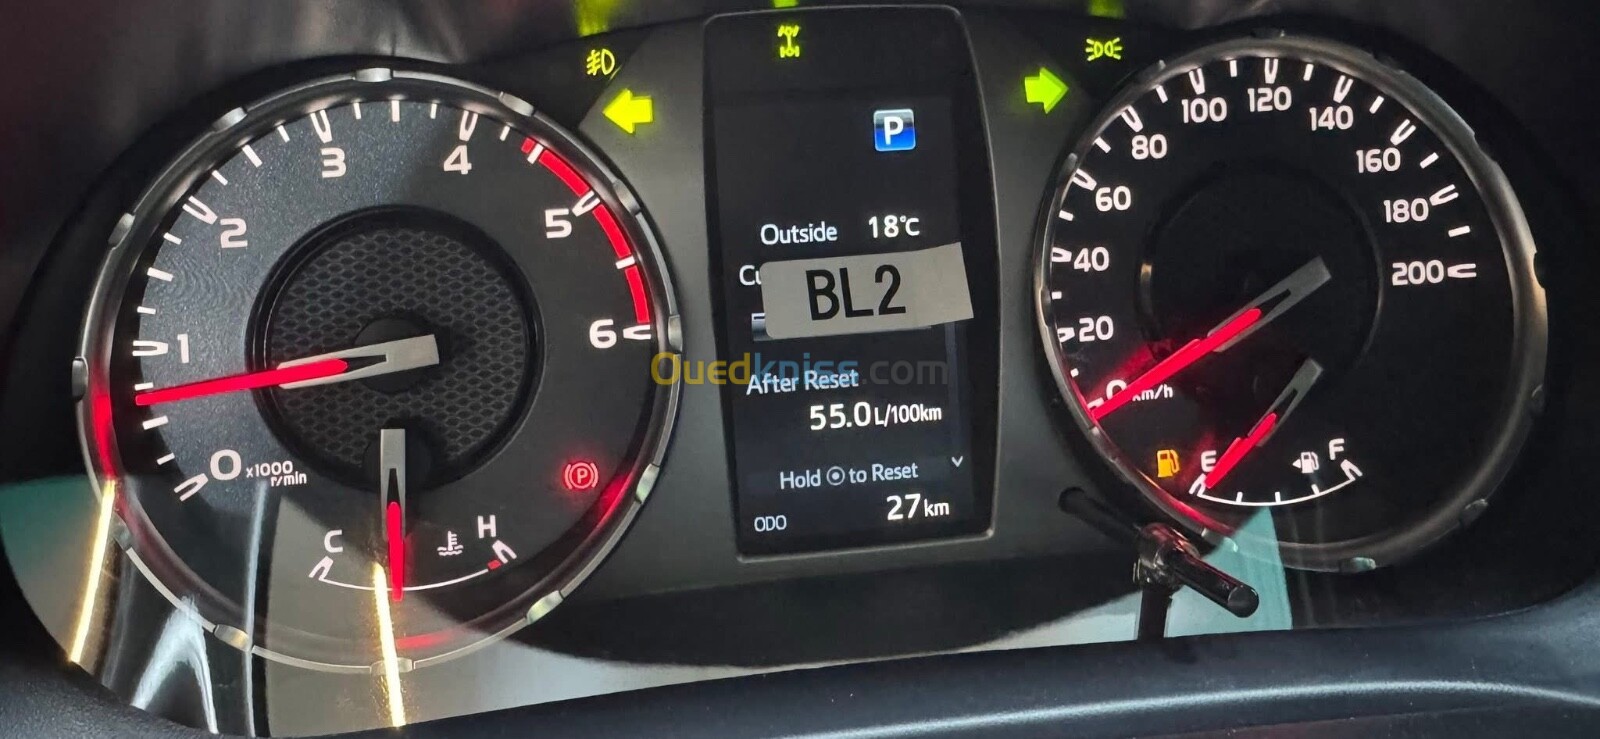 0 1 2 3 4 5 6
x1000
r/min
C H
P
P
Outside 18°C
Cu
BL2
Ouedkniss.com
After Reset
55.0 L/100km
Hold to Reset
27 km
ODO
0 20 40 60 80 100 120 140 160 180 200
km/h
E F